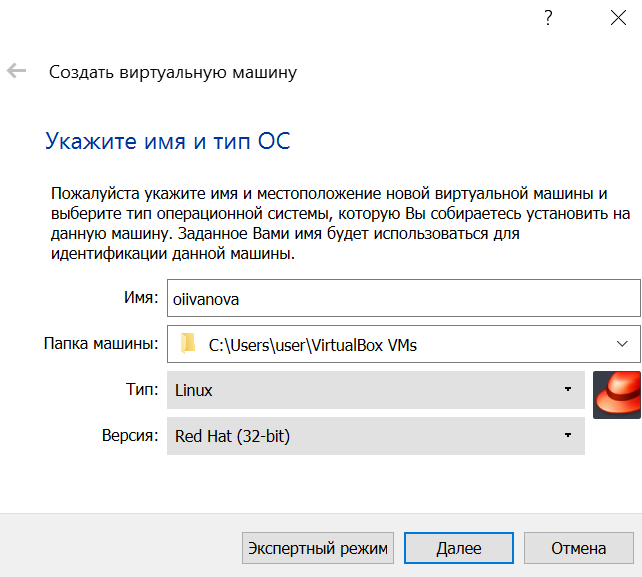 ?
Создать виртуальную машину
Укажите имя и тип ОС
Пожалуйста укажите имя и местоположение новой виртуальной машины и
выберите тип операционной системы, которую Вы собираетесь установить на
данную машину. Заданное Вами имя будет использоваться для
идентификации данной машины.
Имя: oiivanova
Папка машины: C:\Users\user\VirtualBox VMs
Тип: Linux
Версия: Red Hat (32-bit)
Экспертный режим Далее Отмена